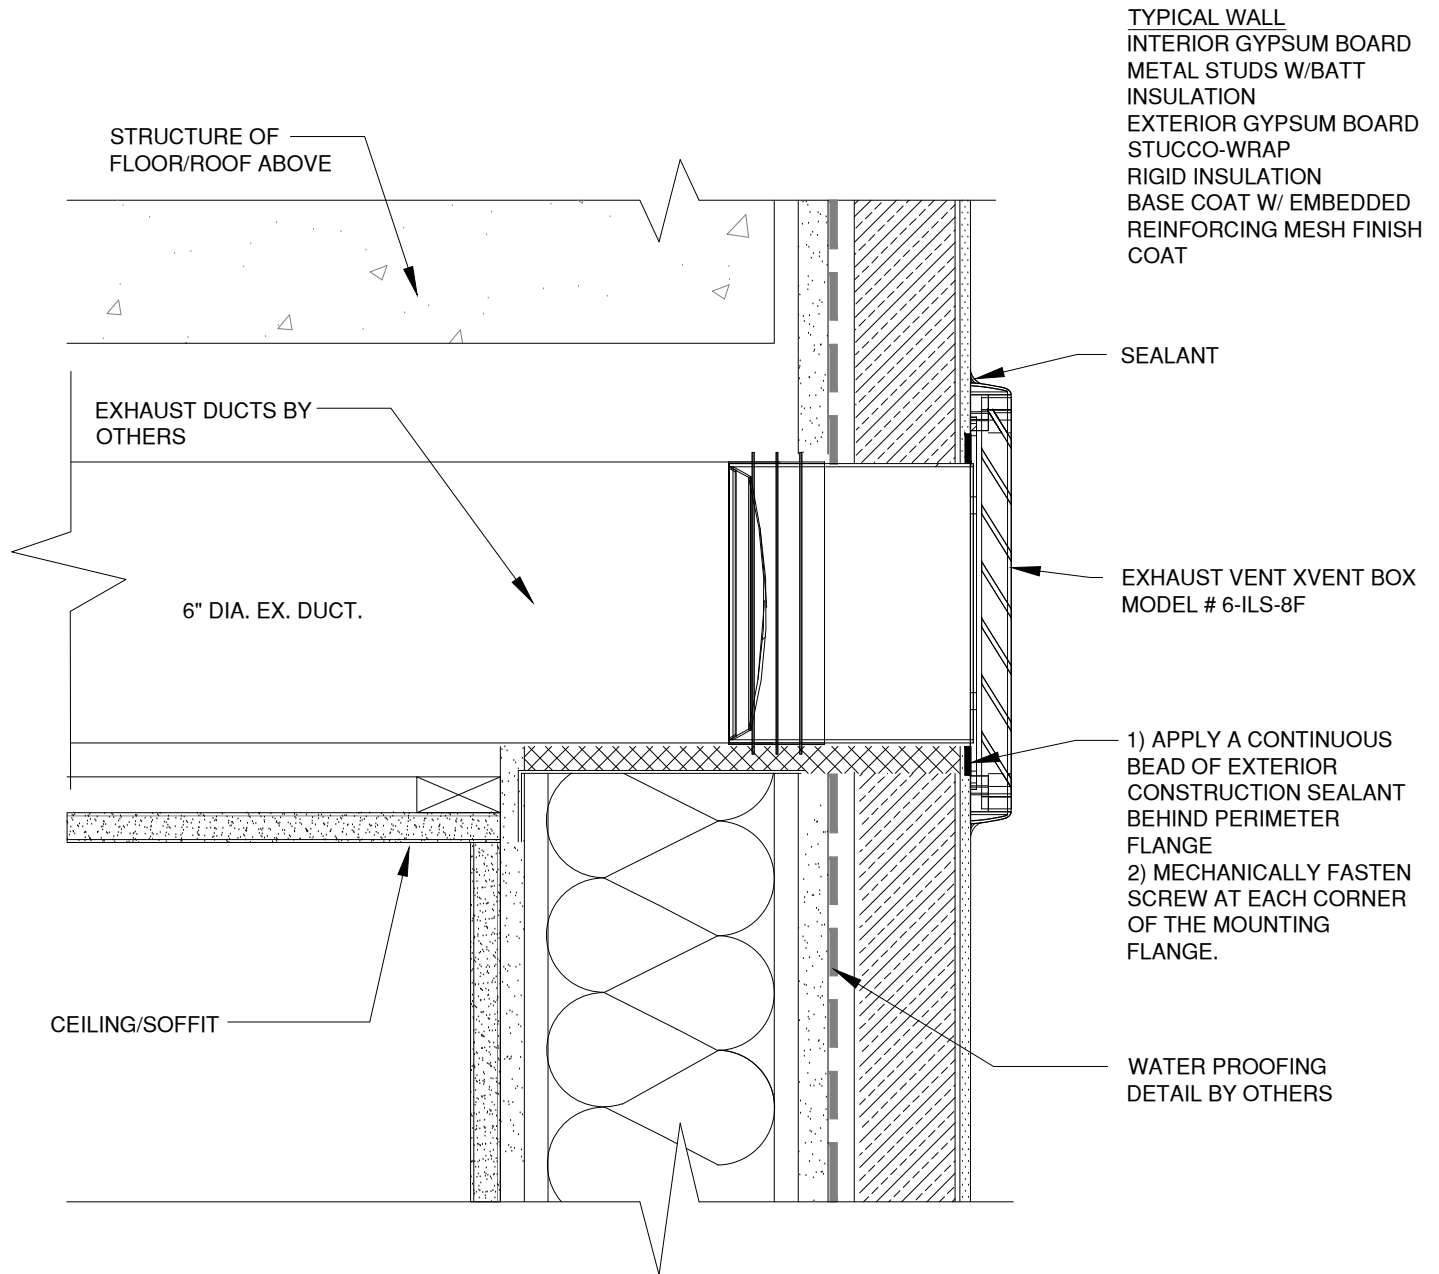 TYPICAL WALL
INTERIOR GYPSUM BOARD
METAL STUDS W/BATT
INSULATION
EXTERIOR GYPSUM BOARD
STUCCO-WRAP
RIGID INSULATION
BASE COAT W/ EMBEDDED
REINFORCING MESH FINISH
COAT
STRUCTURE OF
FLOOR/ROOF ABOVE
SEALANT
EXHAUST DUCTS BY
OTHERS
EXHAUST VENT XVENT BOX
MODEL # 6-ILS-8F
6" DIA. EX. DUCT.
1) APPLY A CONTINUOUS
BEAD OF EXTERIOR
CONSTRUCTION SEALANT
BEHIND PERIMETER
FLANGE
2) MECHANICALLY FASTEN
SCREW AT EACH CORNER
OF THE MOUNTING
FLANGE.
CEILING/SOFFIT
WATER PROOFING
DETAIL BY OTHERS